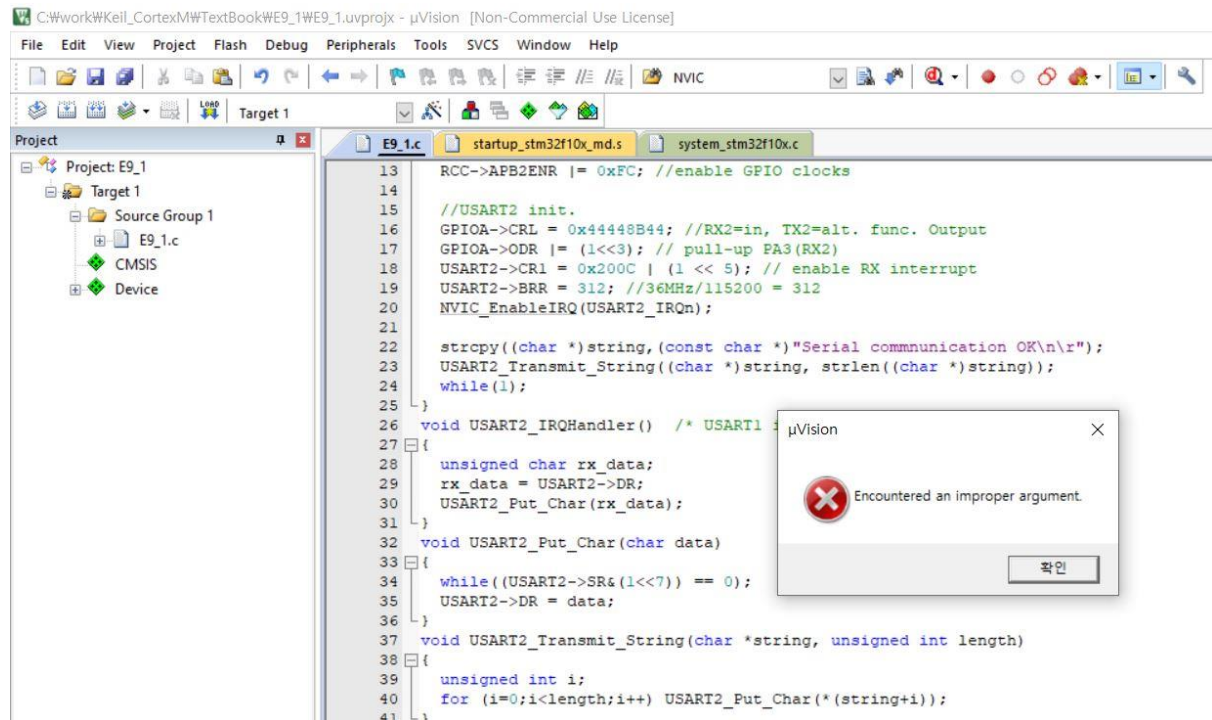 C:₩work₩Keil_CortexM₩TextBook₩E9_1₩E9_1.uvprojx - µVision [Non-Commercial Use License]
File Edit View Project Flash Debug Peripherals Tools SVCS Window Help
NVIC
LOAD Target 1
Project
E9_1.c startup_stm32f10x_md.s system_stm32f10x.c
Project: E9_1
Target 1
Source Group 1
E9_1.c
CMSIS
Device
13 RCC->APB2ENR |= 0xFC; //enable GPIO clocks
14
15 //USART2 init.
16 GPIOA->CRL = 0x44448B44; //RX2=in, TX2=alt. func. Output
17 GPIOA->ODR |= (1<<3); // pull-up PA3(RX2)
18 USART2->CR1 = 0x200C | (1 << 5); // enable RX interrupt
19 USART2->BRR = 312; //36MHz/115200 = 312
20 NVIC_EnableIRQ(USART2_IRQn);
21
22 strcpy((char *)string,(const char *)"Serial commnunication OK\n\r");
23 USART2_Transmit_String((char *)string, strlen((char *)string));
24 while(1);
25 }
26 void USART2_IRQHandler() /* USART1 i
27 {
28 unsigned char rx_data;
29 rx_data = USART2->DR;
30 USART2_Put_Char(rx_data);
31 }
32 void USART2_Put_Char(char data)
33 {
34 while((USART2->SR&(1<<7)) == 0);
35 USART2->DR = data;
36 }
37 void USART2_Transmit_String(char *string, unsigned int length)
38 {
39 unsigned int i;
40 for (i=0;i<length;i++) USART2_Put_Char(*(string+i));
41 }
µVision
Encountered an improper argument.
확인